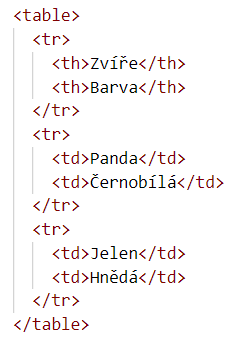 <table>
<tr>
<th>Zvíře</th>
<th>Barva</th>
</tr>
<tr>
<td>Panda</td>
<td>Černobílá</td>
</tr>
<tr>
<td>Jelen</td>
<td>Hnědá</td>
</tr>
</table>